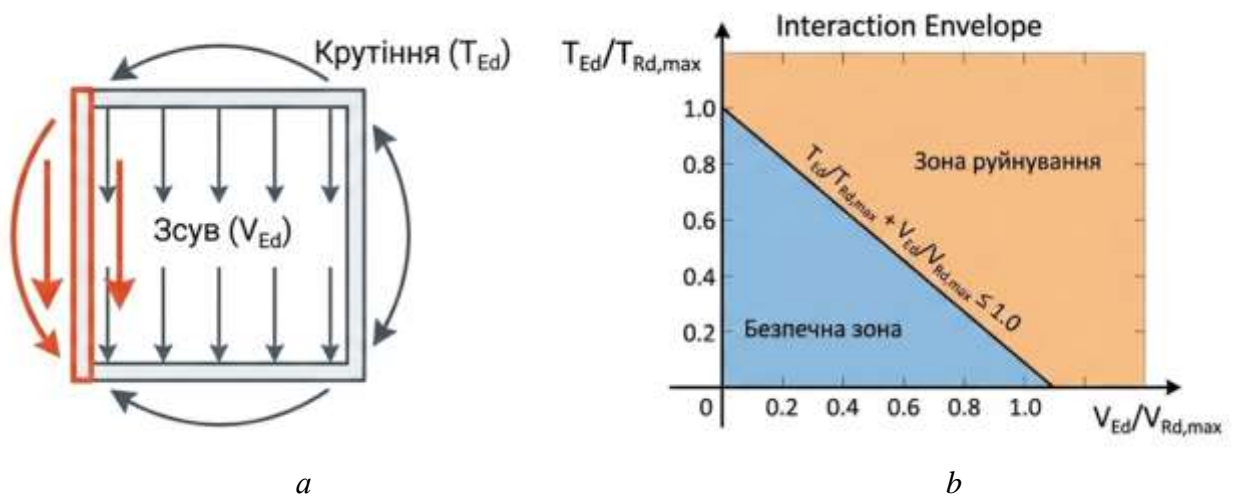 Крутіння (T_Ed)
Зсув (V_Ed)
a
Interaction Envelope
T_Ed/T_Rd,max
1.0
0.8
0.6
0.4
0.2
0
0.2 0.4 0.6 0.8 1.0
V_Ed/V_Rd,max
Зона руйнування
T_Ed/T_Rd,max + V_Ed/V_Rd,max ≤ 1.0
Безпечна зона
b